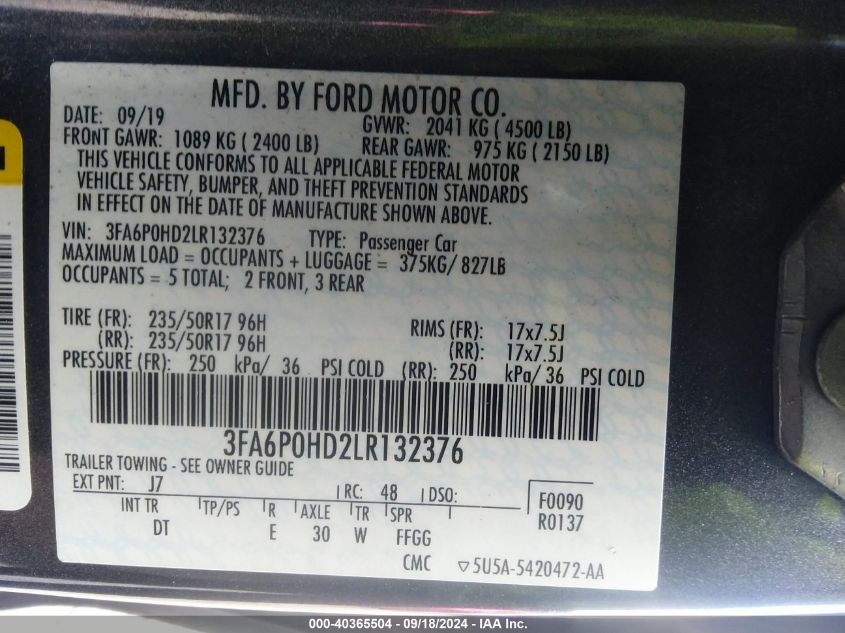 MFD. BY FORD MOTOR CO.
DATE: 09/19 GVWR: 2041 KG ( 4500 LB)
FRONT GAWR: 1089 KG ( 2400 LB) REAR GAWR: 975 KG ( 2150 LB)
THIS VEHICLE CONFORMS TO ALL APPLICABLE FEDERAL MOTOR
VEHICLE SAFETY, BUMPER, AND THEFT PREVENTION STANDARDS
IN EFFECT ON THE DATE OF MANUFACTURE SHOWN ABOVE.
VIN: 3FA6P0HD2LR132376 TYPE: Passenger Car
MAXIMUM LOAD = OCCUPANTS + LUGGAGE = 375KG/ 827LB
OCCUPANTS = 5 TOTAL; 2 FRONT, 3 REAR
TIRE (FR): 235/50R17 96H RIMS (FR): 17x7.5J
(RR): 235/50R17 96H (RR): 17x7.5J
PRESSURE (FR): 250 kPa/ 36 PSI COLD (RR): 250 kPa/ 36 PSI COLD
3FA6P0HD2LR132376
TRAILER TOWING - SEE OWNER GUIDE
EXT PNT: J7 RC: 48 DSO: F0090
INT TR TP/PS R AXLE TR SPR R0137
DT E 30 W FFGG
CMC ▽5U5A-5420472-AA
000-40365504 - 09/18/2024 - IAA Inc.